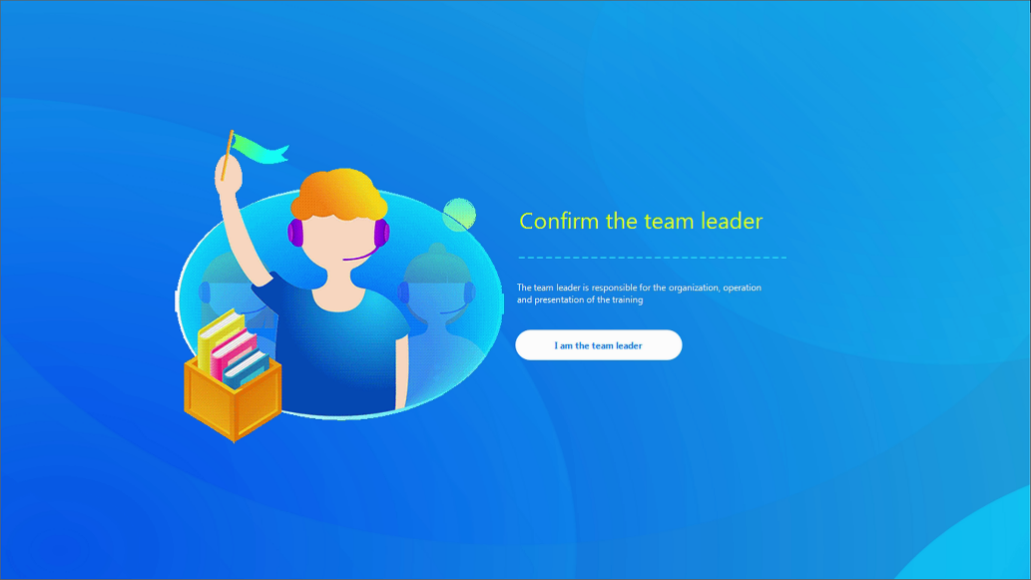 Confirm the team leader
The team leader is responsible for the organization, operation
and presentation of the training
I am the team leader